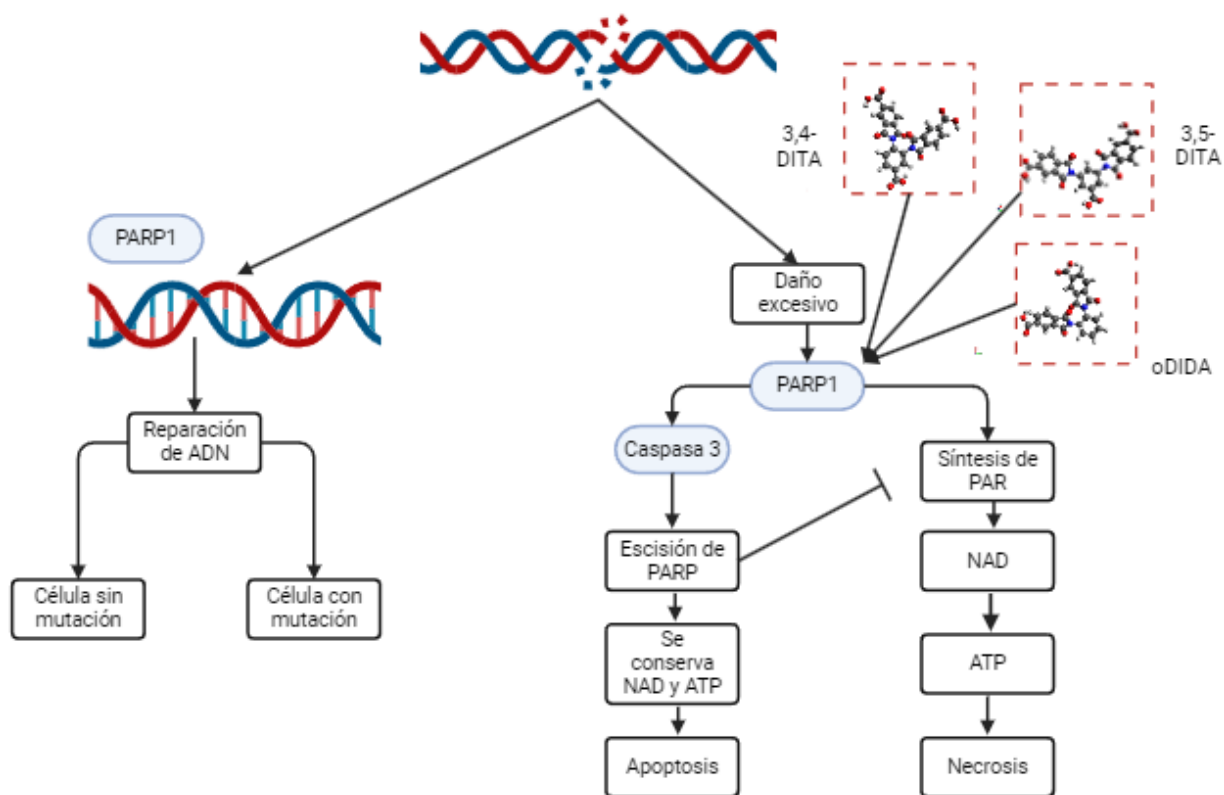 3,4-
DITA
3,5-
DITA
PARP1
Daño
excesivo
oDIDA
PARP1
Reparación
de ADN
Caspasa 3
Síntesis de
PAR
Escisión de
PARP
NAD
Célula sin
mutación
Célula con
mutación
Se
conserva
NAD y ATP
ATP
Apoptosis
Necrosis